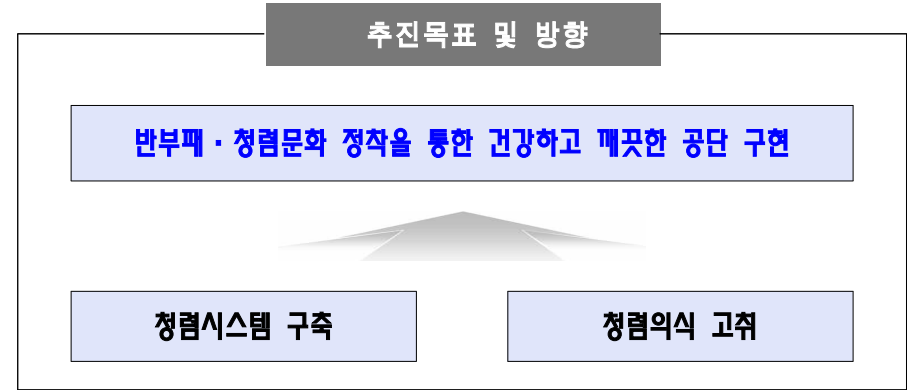 추진목표 및 방향
반부패·청렴문화 정착을 통한 건강하고 깨끗한 공단 구현
청렴시스템 구축
청렴의식 고취